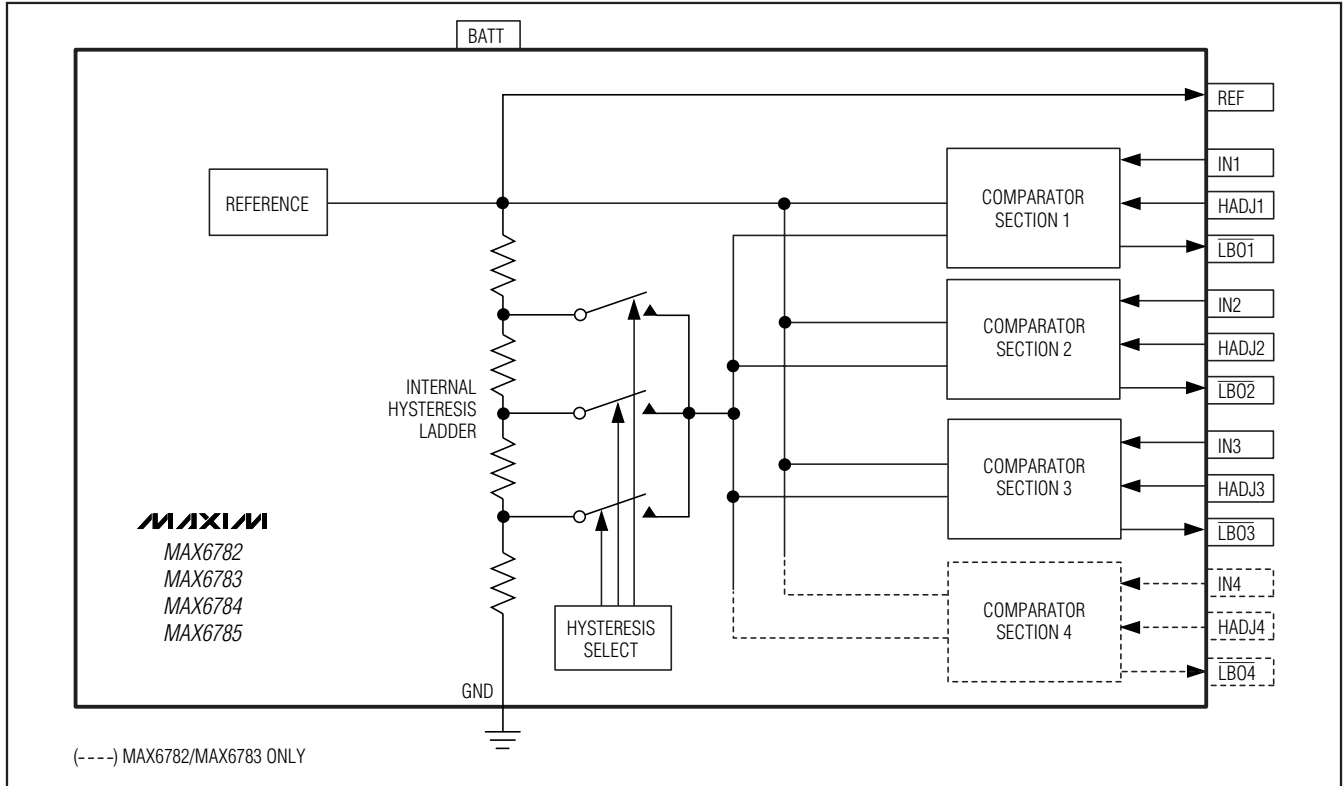 BATT
REF
IN1
HADJ1
LBO1
REFERENCE
COMPARATOR
SECTION 1
IN2
HADJ2
LBO2
COMPARATOR
SECTION 2
INTERNAL
HYSTERESIS
LADDER
IN3
HADJ3
LBO3
COMPARATOR
SECTION 3
MAXIM
MAX6782
MAX6783
MAX6784
MAX6785
HYSTERESIS
SELECT
IN4
HADJ4
LBO4
COMPARATOR
SECTION 4
GND
(----) MAX6782/MAX6783 ONLY